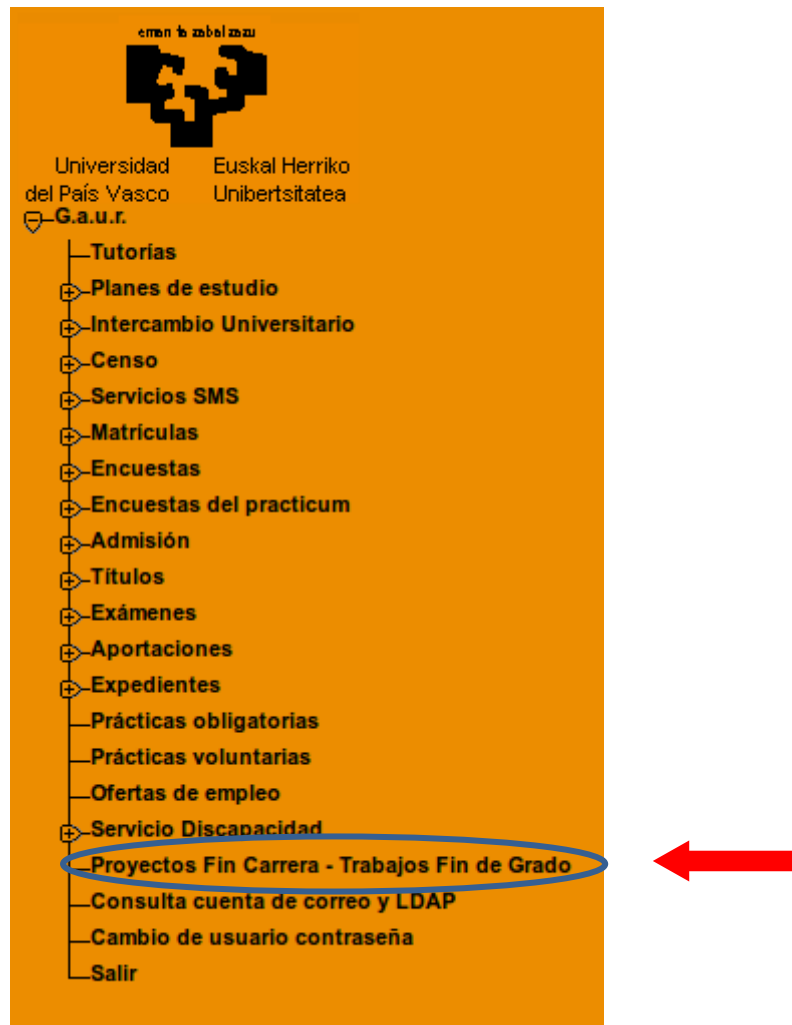 eman ta zabal zazu
Universidad Euskal Herriko
del País Vasco Unibertsitatea
G.a.u.r.
Tutorías
Planes de estudio
Intercambio Universitario
Censo
Servicios SMS
Matrículas
Encuestas
Encuestas del practicum
Admisión
Títulos
Exámenes
Aportaciones
Expedientes
Prácticas obligatorias
Prácticas voluntarias
Ofertas de empleo
Servicio Discapacidad
Proyectos Fin Carrera - Trabajos Fin de Grado
Consulta cuenta de correo y LDAP
Cambio de usuario contraseña
Salir